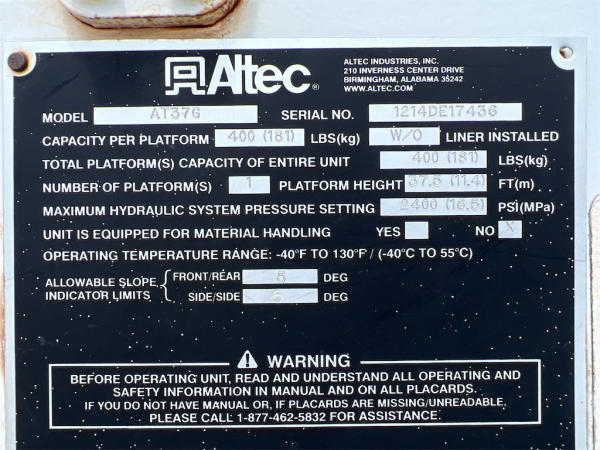 Altec®
ALTEC INDUSTRIES, INC.
210 INVERNESS CENTER DRIVE
BIRMINGHAM, ALABAMA 35242
WWW.ALTEC.COM
MODEL AT37G SERIAL NO. 1214DE17436
CAPACITY PER PLATFORM 400 (181) LBS(kg) W/O LINER INSTALLED
TOTAL PLATFORM(S) CAPACITY OF ENTIRE UNIT 400 (181) LBS(kg)
NUMBER OF PLATFORM(S) 1 PLATFORM HEIGHT 37.5 (11.4) FT(m)
MAXIMUM HYDRAULIC SYSTEM PRESSURE SETTING 2400 (16.5) PSI(MPa)
UNIT IS EQUIPPED FOR MATERIAL HANDLING YES NO X
OPERATING TEMPERATURE RANGE: -40°F TO 130°F / (-40°C TO 55°C)
ALLOWABLE SLOPE INDICATOR LIMITS { FRONT/REAR 5 DEG
SIDE/SIDE 5 DEG
⚠ WARNING
BEFORE OPERATING UNIT, READ AND UNDERSTAND ALL OPERATING AND
SAFETY INFORMATION IN MANUAL AND ON ALL PLACARDS.
IF YOU DO NOT HAVE MANUAL OR, IF PLACARDS ARE MISSING/UNREADABLE,
PLEASE CALL 1-877-462-5832 FOR ASSISTANCE.